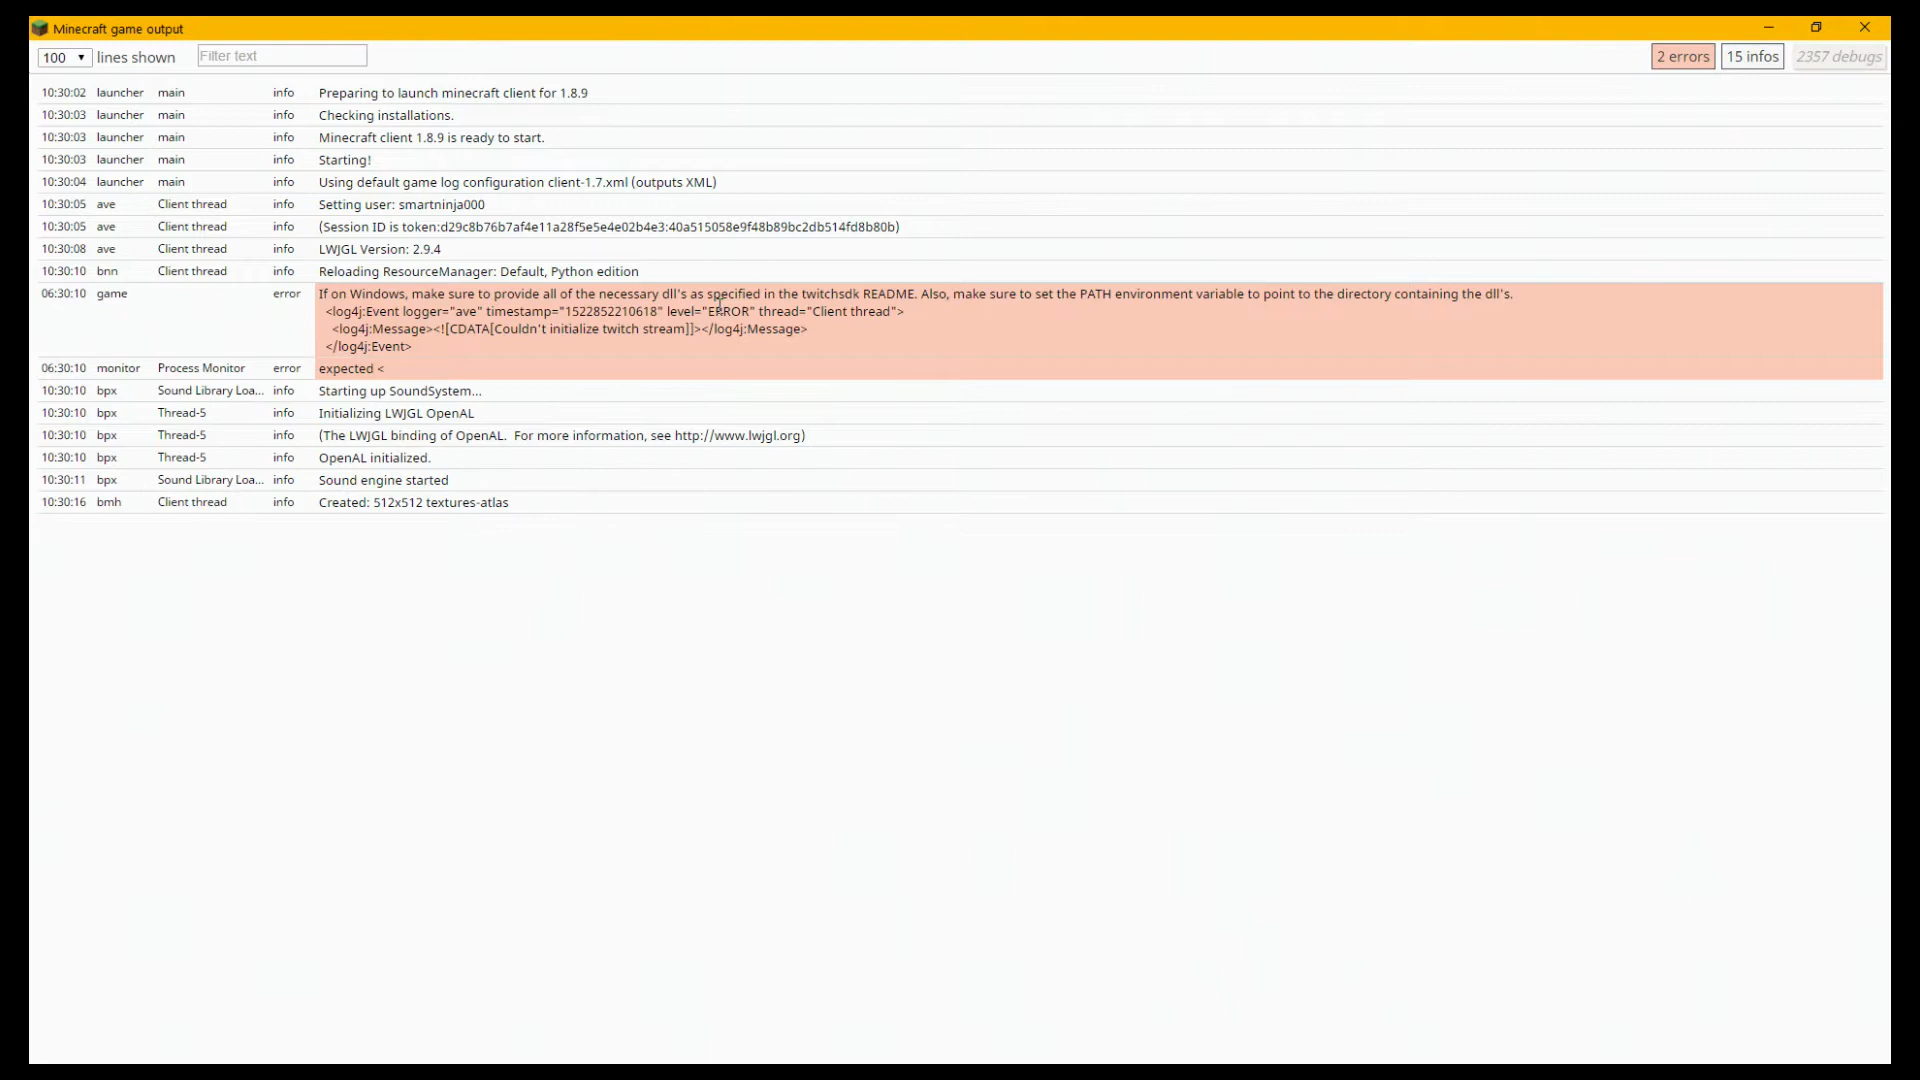 Minecraft game output
100 ▼ lines shown Filter text 2 errors 15 infos 2357 debugs
10:30:02 launcher main info Preparing to launch minecraft client for 1.8.9
10:30:03 launcher main info Checking installations.
10:30:03 launcher main info Minecraft client 1.8.9 is ready to start.
10:30:03 launcher main info Starting!
10:30:04 launcher main info Using default game log configuration client-1.7.xml (outputs XML)
10:30:05 ave Client thread info Setting user: smartninja000
10:30:05 ave Client thread info (Session ID is token:d29c8b76b7af4e11a28f5e5e4e02b4e3:40a515058e9f48b89bc2db514fd8b80b)
10:30:08 ave Client thread info LWJGL Version: 2.9.4
10:30:10 bnn Client thread info Reloading ResourceManager: Default, Python edition
06:30:10 game error If on Windows, make sure to provide all of the necessary dll's as specified in the twitchsdk README. Also, make sure to set the PATH environment variable to point to the directory containing the dll's.
<log4j:Event logger="ave" timestamp="1522852210618" level="ERROR" thread="Client thread">
<log4j:Message><![CDATA[Couldn't initialize twitch stream]]></log4j:Message>
</log4j:Event>
06:30:10 monitor Process Monitor error expected <
10:30:10 bpx Sound Library Loa... info Starting up SoundSystem...
10:30:10 bpx Thread-5 info Initializing LWJGL OpenAL
10:30:10 bpx Thread-5 info (The LWJGL binding of OpenAL.  For more information, see http://www.lwjgl.org)
10:30:10 bpx Thread-5 info OpenAL initialized.
10:30:11 bpx Sound Library Loa... info Sound engine started
10:30:16 bmh Client thread info Created: 512x512 textures-atlas